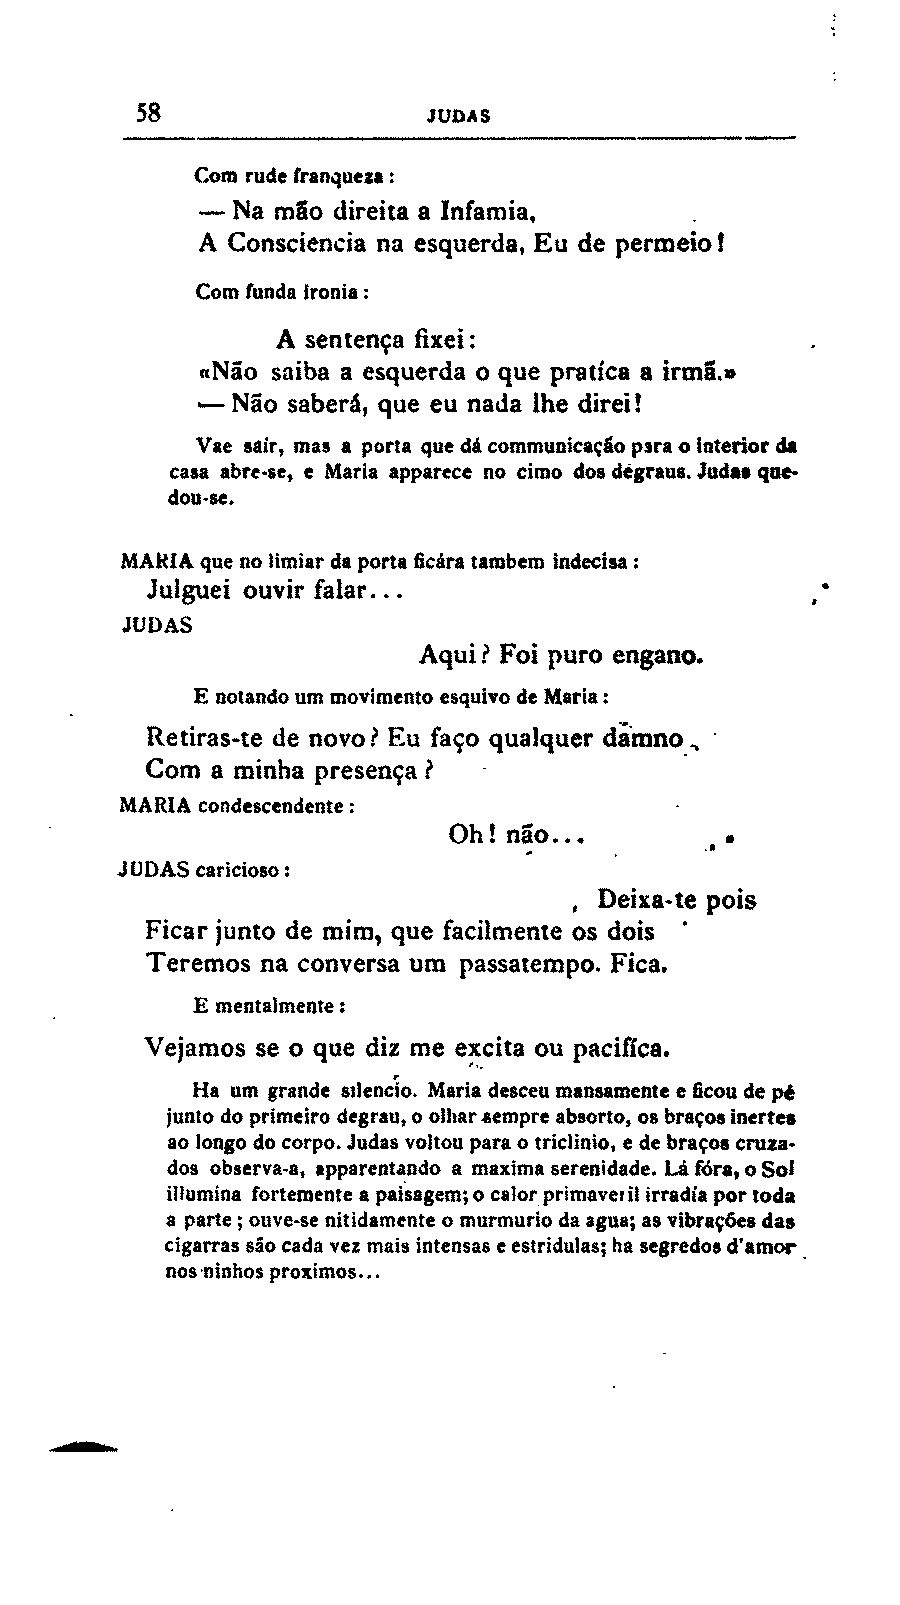 58 JUDAS
Com rude franqueza :
— Na mão direita a Infamia,
A Consciencia na esquerda, Eu de permeio !
Com funda ironia :
A sentença fixei :
«Não saiba a esquerda o que pratíca a irmã.»
— Não saberá, que eu nada lhe direi !
Vae saír, mas a porta que dá communicação para o interior da
casa abre-se, e Maria apparece no cimo dos degraus. Judas que-
dou-se.
MARIA que no limiar da porta ficára tambem indecisa :
Julguei ouvir falar...
JUDAS
Aqui ? Foi puro engano.
E notando um movimento esquivo de Maria :
Retiras-te de novo ? Eu faço qualquer damno
Com a minha presença ?
MARIA condescendente :
Oh ! não...
JUDAS caricioso :
Deixa-te pois
Ficar junto de mim, que facilmente os dois
Teremos na conversa um passatempo. Fica.
E mentalmente :
Vejamos se o que diz me excita ou pacifíca.
Ha um grande silencio. Maria desceu mansamente e ficou de pé
junto do primeiro degrau, o olhar sempre absorto, os braços inertes
ao longo do corpo. Judas voltou para o triclinio, e de braços cruza-
dos observa-a, apparentando a maxima serenidade. Lá fóra, o Sol
illumina fortemente a paisagem; o calor primaveril irradía por toda
a parte ; ouve-se nitidamente o murmurio da agua; as vibrações das
cigarras são cada vez mais intensas e estridulas; ha segredos d'amor
nos ninhos proximos...